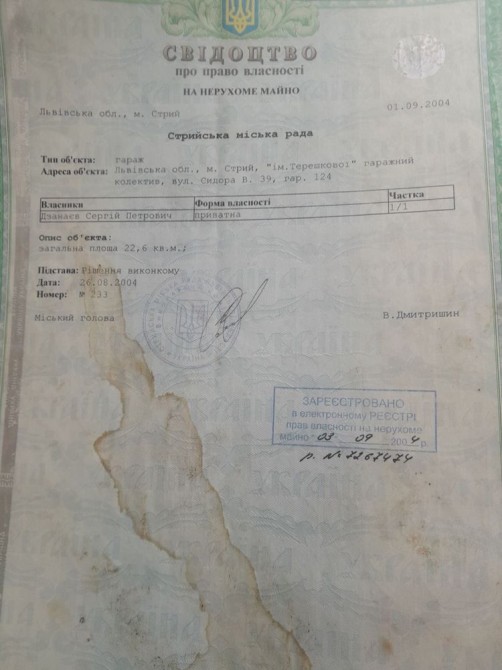 СВІДОЦТВО
про право власності
НА НЕРУХОМЕ МАЙНО
Львівська обл., м. Стрий 01.09.2004
Стрийська міська рада
Тип об'єкта: гараж
Адреса об'єкта: Львівська обл., м. Стрий, "ім.Терешкової" гаражний
колектив, вул. Сидора В. 39, гар. 124
Власники Форма власності Частка
Дзанаєв Сергій Петрович приватна 1/1
Опис об'єкта:
загальна площа 22,6 кв.м.;
Підстава: Рішення виконкому
Дата: 26.08.2004
Номер: № 233
Міський голова В.Дмитришин
ЗАРЕЄСТРОВАНО
в електронному РЕЄСТРІ
прав власності на нерухоме
майно "03 09 2004 р.
р. № 7267474